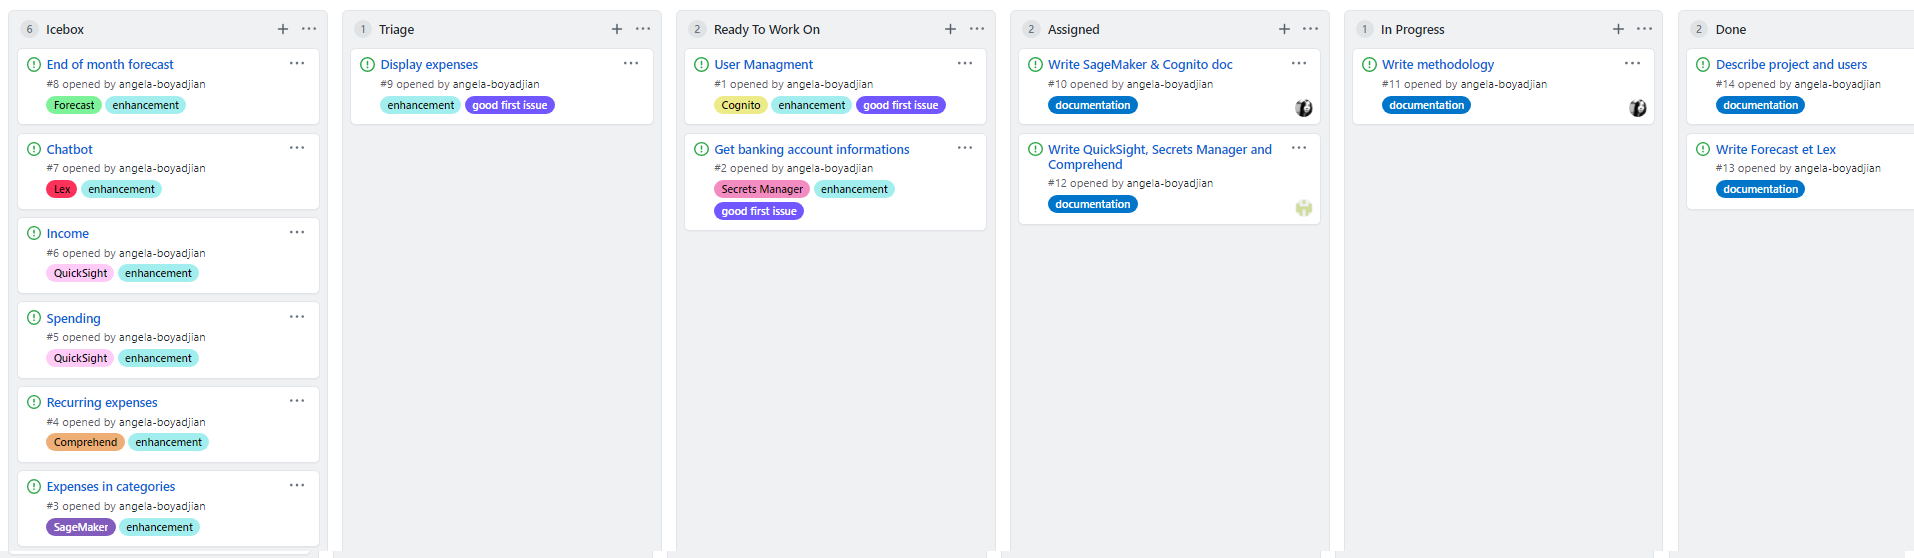 6 Icebox
End of month forecast
#8 opened by angela-boyadjian
Forecast enhancement
Chatbot
#7 opened by angela-boyadjian
Lex enhancement
Income
#6 opened by angela-boyadjian
QuickSight enhancement
Spending
#5 opened by angela-boyadjian
QuickSight enhancement
Recurring expenses
#4 opened by angela-boyadjian
Comprehend enhancement
Expenses in categories
#3 opened by angela-boyadjian
SageMaker enhancement
1 Triage
Display expenses
#9 opened by angela-boyadjian
enhancement good first issue
2 Ready To Work On
User Managment
#1 opened by angela-boyadjian
Cognito enhancement good first issue
Get banking account informations
#2 opened by angela-boyadjian
Secrets Manager enhancement
good first issue
2 Assigned
Write SageMaker & Cognito doc
#10 opened by angela-boyadjian
documentation
Write QuickSight, Secrets Manager and
Comprehend
#12 opened by angela-boyadjian
documentation
1 In Progress
Write methodology
#11 opened by angela-boyadjian
documentation
2 Done
Describe project and users
#14 opened by angela-boyadjian
documentation
Write Forecast et Lex
#13 opened by angela-boyadjian
documentation